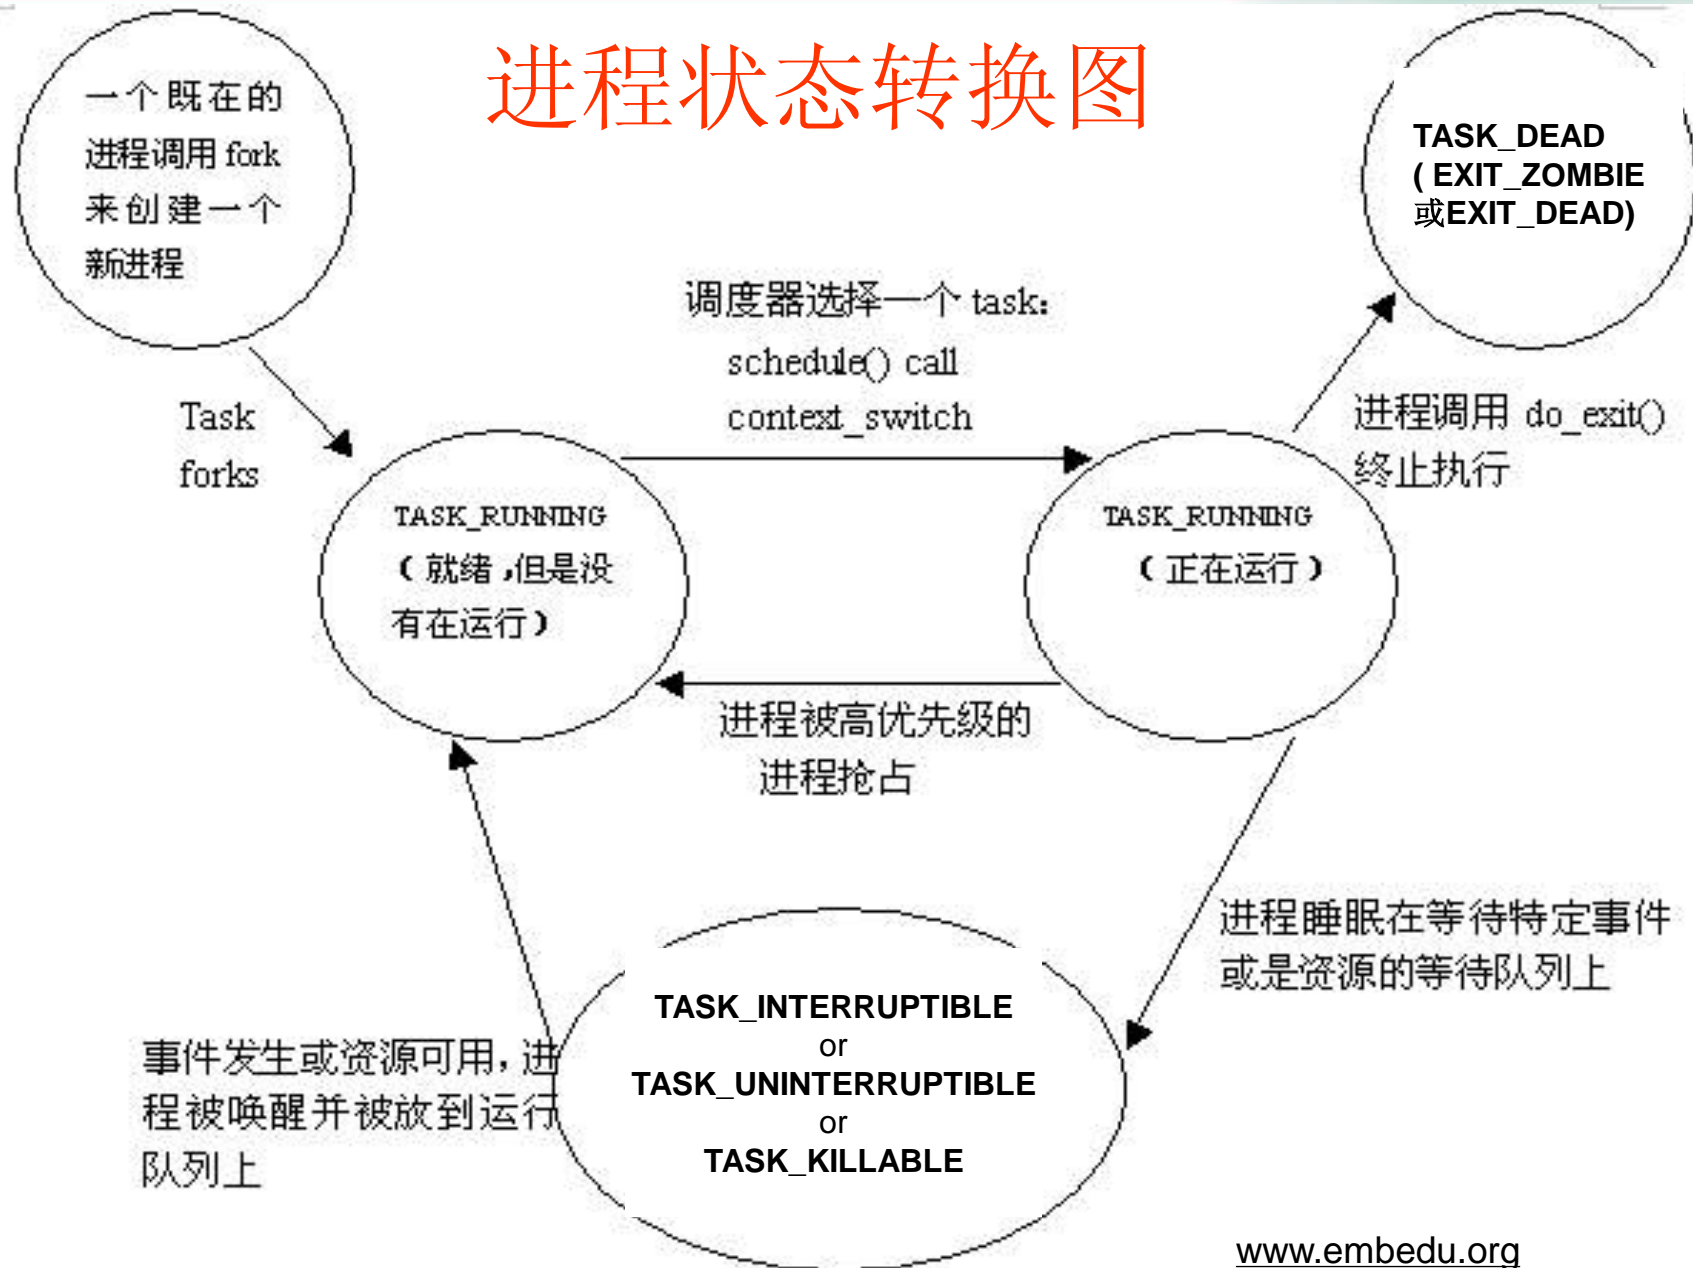 进程状态转换图
一个既在的
进程调用 fork
来创建一个
新进程
TASK_DEAD
( EXIT_ZOMBIE
或EXIT_DEAD)
调度器选择一个 task:
schedule() call
context_switch
Task
forks
进程调用 do_exit()
终止执行
TASK_RUNNING
(就绪,但是没
有在运行)
TASK_RUNNING
(正在运行)
进程被高优先级的
进程抢占
进程睡眠在等待特定事件
或是资源的等待队列上
事件发生或资源可用,进
程被唤醒并被放到运行
队列上
TASK_INTERRUPTIBLE
or
TASK_UNINTERRUPTIBLE
or
TASK_KILLABLE
www.embedu.org